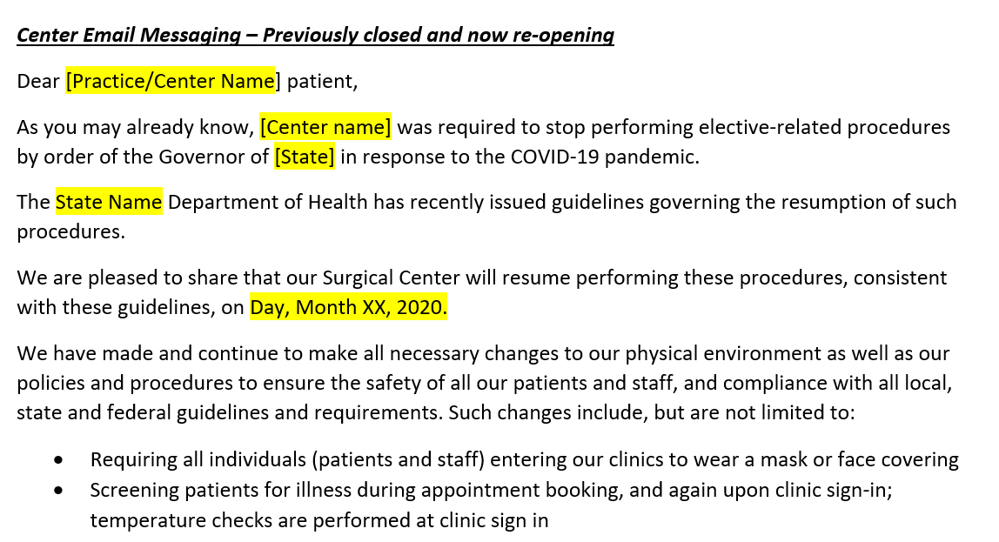 Center Email Messaging – Previously closed and now re-opening
Dear [Practice/Center Name] patient,
As you may already know, [Center name] was required to stop performing elective-related procedures
by order of the Governor of [State] in response to the COVID-19 pandemic.
The State Name Department of Health has recently issued guidelines governing the resumption of such
procedures.
We are pleased to share that our Surgical Center will resume performing these procedures, consistent
with these guidelines, on Day, Month XX, 2020.
We have made and continue to make all necessary changes to our physical environment as well as our
policies and procedures to ensure the safety of all our patients and staff, and compliance with all local,
state and federal guidelines and requirements. Such changes include, but are not limited to:
• Requiring all individuals (patients and staff) entering our clinics to wear a mask or face covering
• Screening patients for illness during appointment booking, and again upon clinic sign-in;
temperature checks are performed at clinic sign in